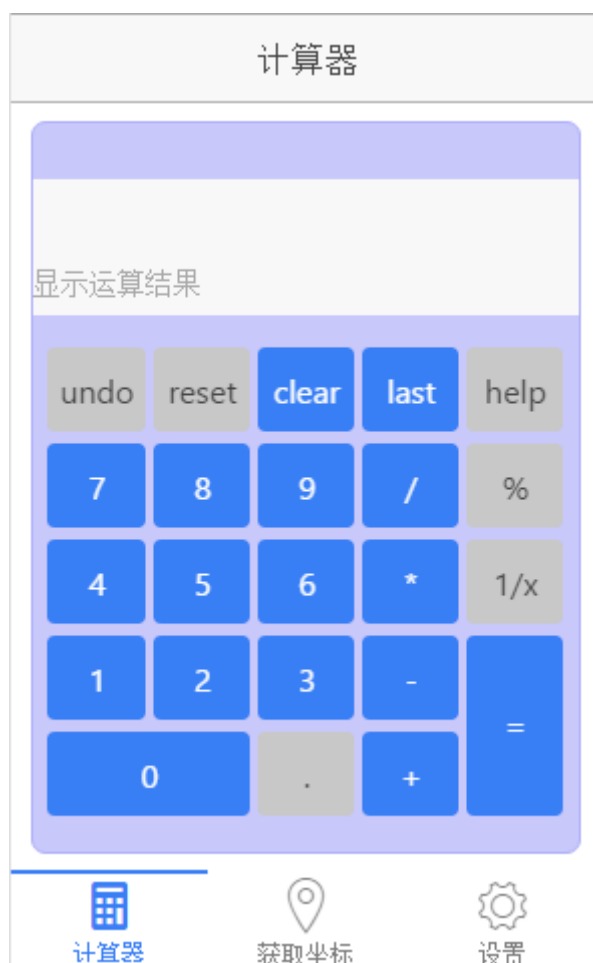 计算器
显示运算结果
undo reset clear last help
7 8 9 / %
4 5 6 * 1/x
1 2 3 - =
0 . +
计算器 获取坐标 设置